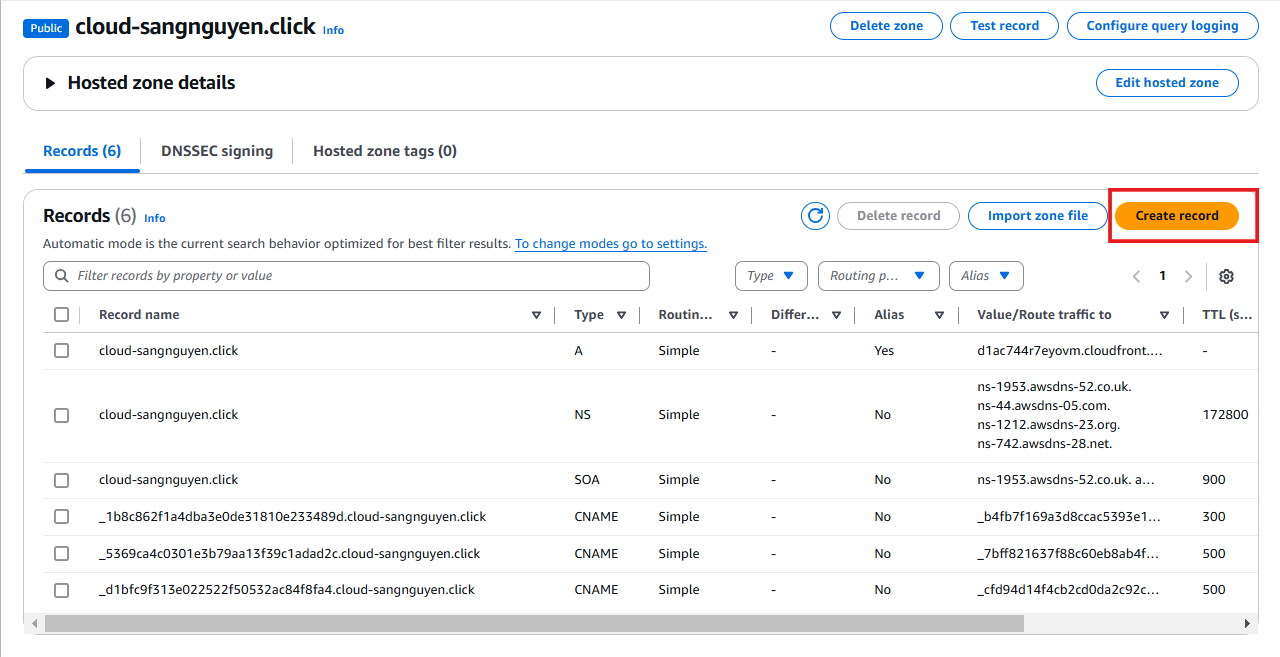 Public cloud-sangnguyen.click Info Delete zone Test record Configure query logging
Hosted zone details Edit hosted zone
Records (6) DNSSEC signing Hosted zone tags (0)
Records (6) Info Delete record Import zone file Create record
Automatic mode is the current search behavior optimized for best filter results. To change modes go to settings.
Filter records by property or value Type Routing p... Alias 1
Record name Type Routin... Differ... Alias Value/Route traffic to TTL (s...
cloud-sangnguyen.click A Simple - Yes d1ac744r7eyovm.cloudfront.... -
cloud-sangnguyen.click NS Simple - No ns-1953.awsdns-52.co.uk.
ns-44.awsdns-05.com.
ns-1212.awsdns-23.org.
ns-742.awsdns-28.net. 172800
cloud-sangnguyen.click SOA Simple - No ns-1953.awsdns-52.co.uk. a... 900
_1b8c862f1a4dba3e0de31810e233489d.cloud-sangnguyen.click CNAME Simple - No _b4fb7f169a3d8ccac5393e1... 300
_5369ca4c0301e3b79aa13f39c1adad2c.cloud-sangnguyen.click CNAME Simple - No _7bff821637f88c60eb8ab4f... 500
_d1bfc9f313e022522f50532ac84f8fa4.cloud-sangnguyen.click CNAME Simple - No _cfd94d14f4cb2cd0da2c92c... 500